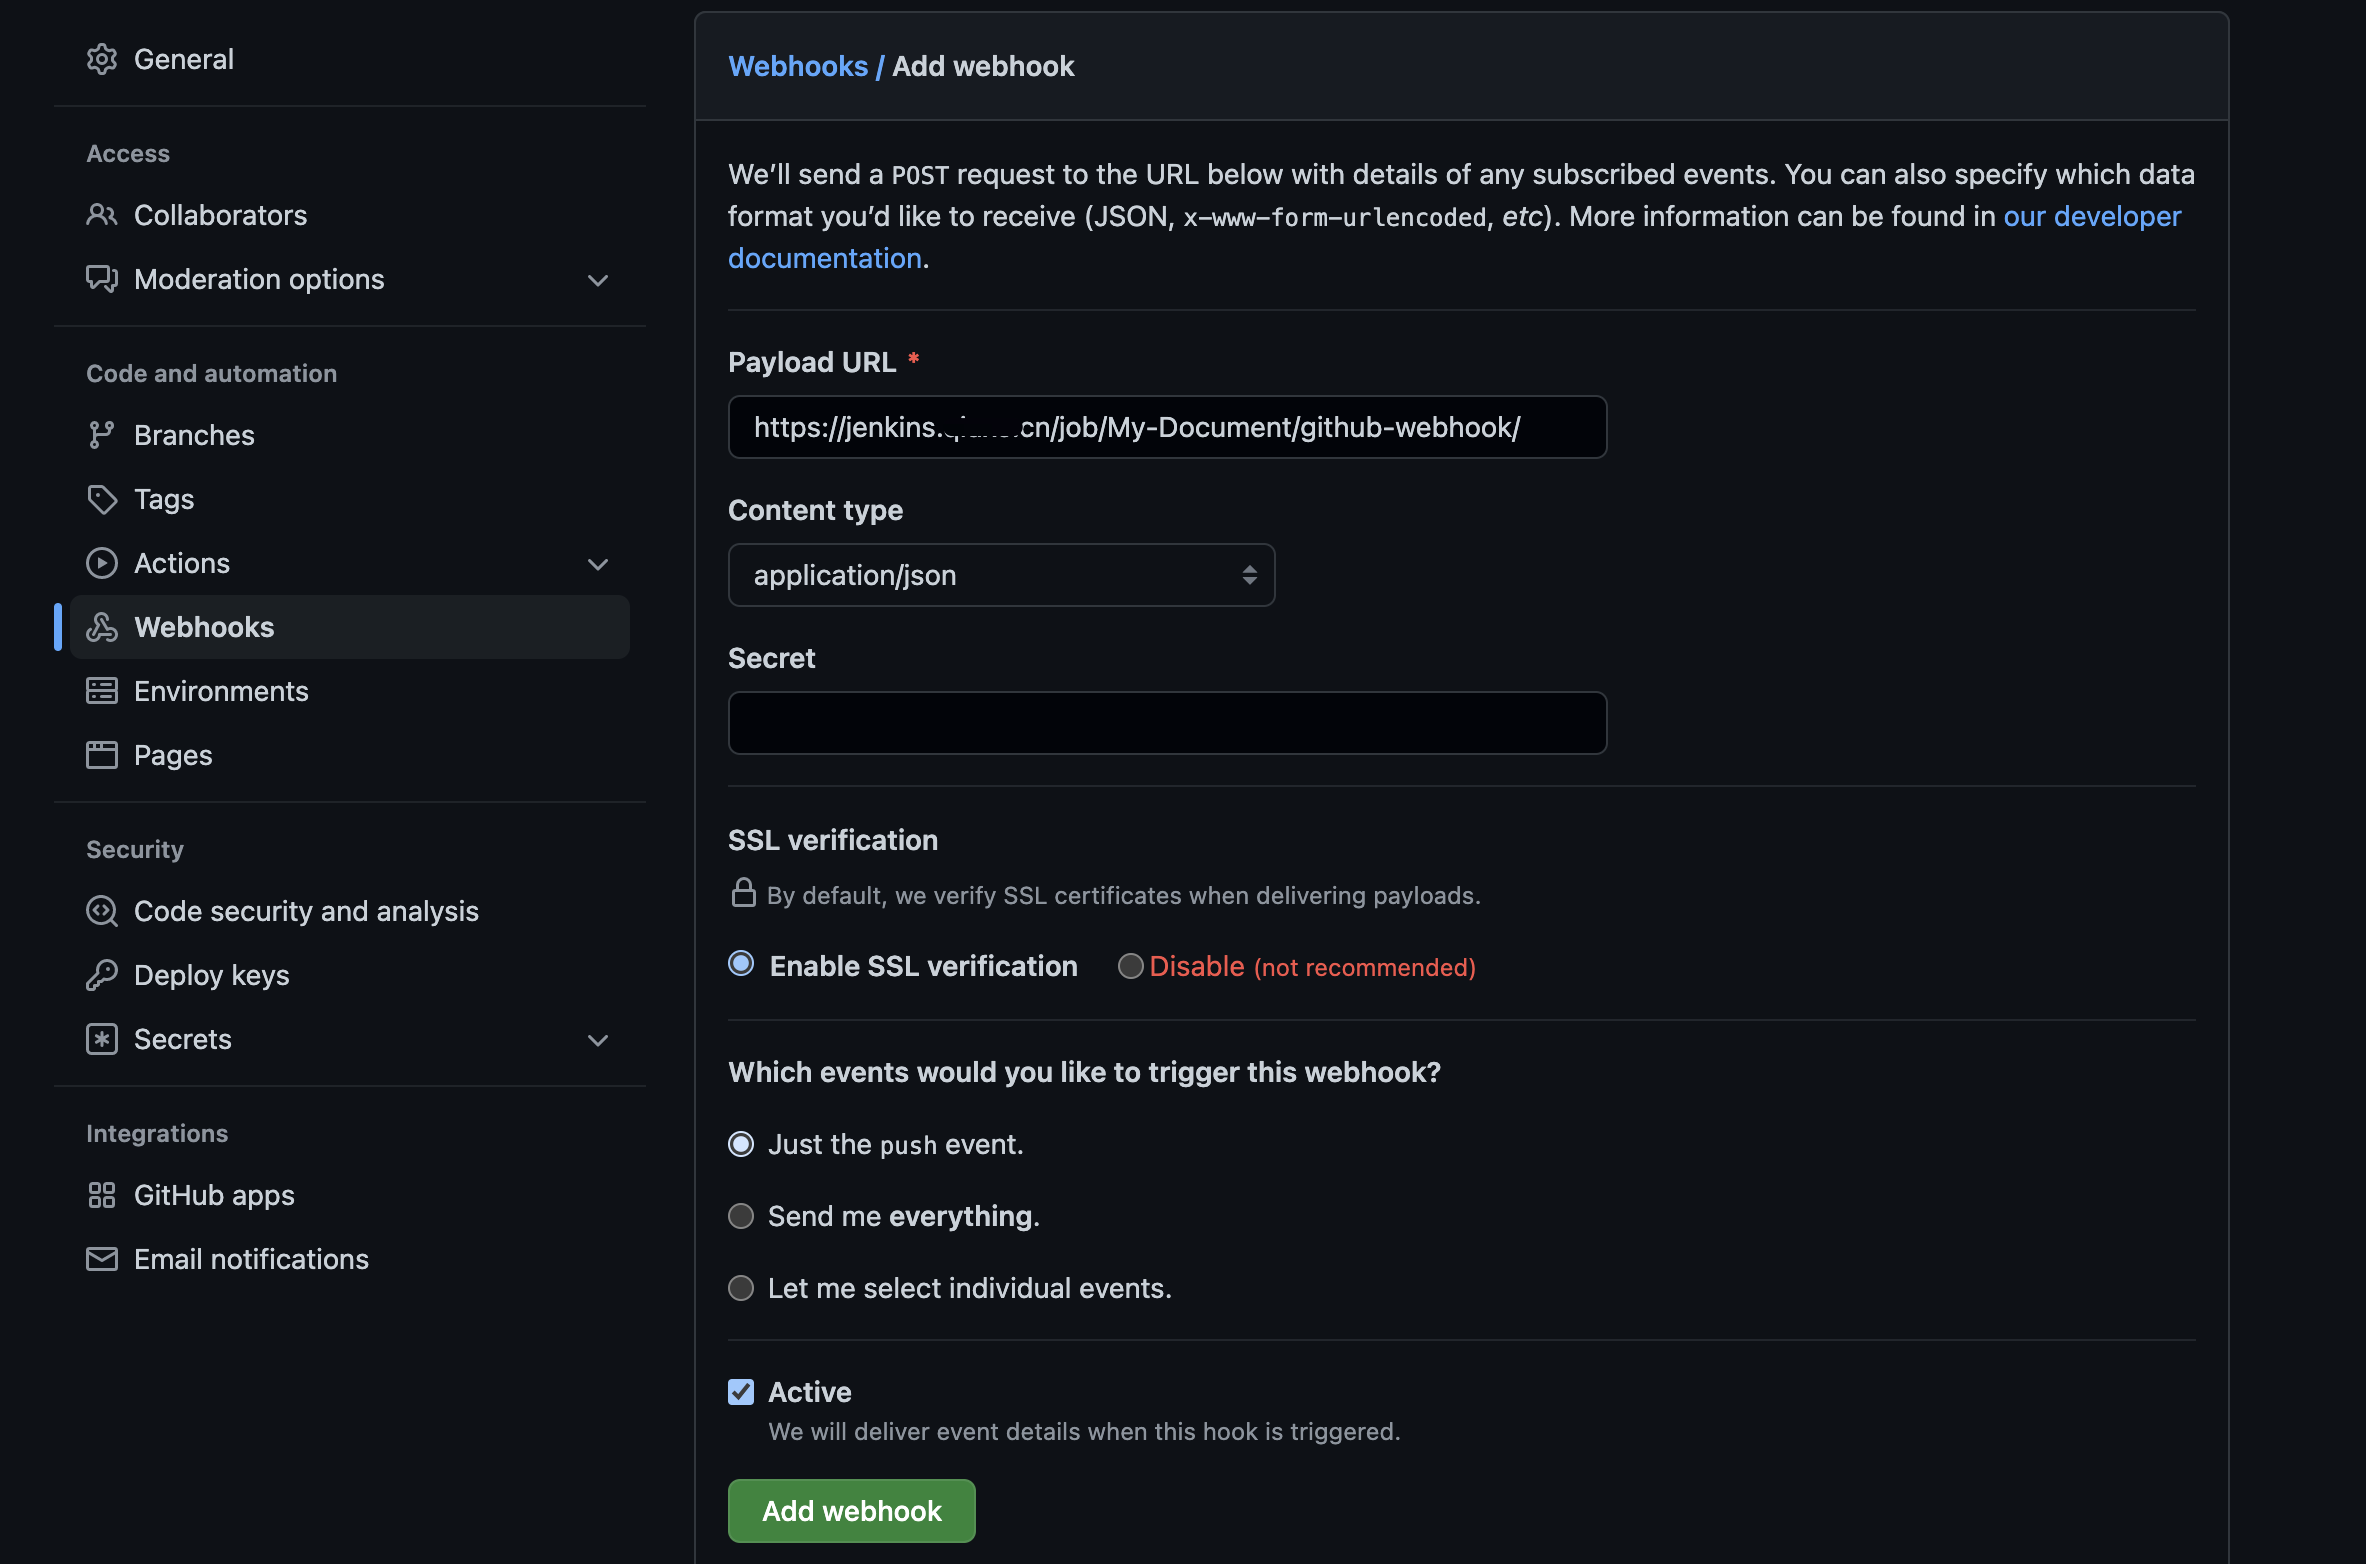 General
Access
Collaborators
Moderation options
Code and automation
Branches
Tags
Actions
Webhooks
Environments
Pages
Security
Code security and analysis
Deploy keys
Secrets
Integrations
GitHub apps
Email notifications
Webhooks / Add webhook
We’ll send a POST request to the URL below with details of any subscribed events. You can also specify which data
format you’d like to receive (JSON, x-www-form-urlencoded, etc). More information can be found in our developer
documentation.
Payload URL *
https://jenkins. cn/job/My-Document/github-webhook/
Content type
application/json
Secret
SSL verification
By default, we verify SSL certificates when delivering payloads.
Enable SSL verification Disable (not recommended)
Which events would you like to trigger this webhook?
Just the push event.
Send me everything.
Let me select individual events.
Active
We will deliver event details when this hook is triggered.
Add webhook